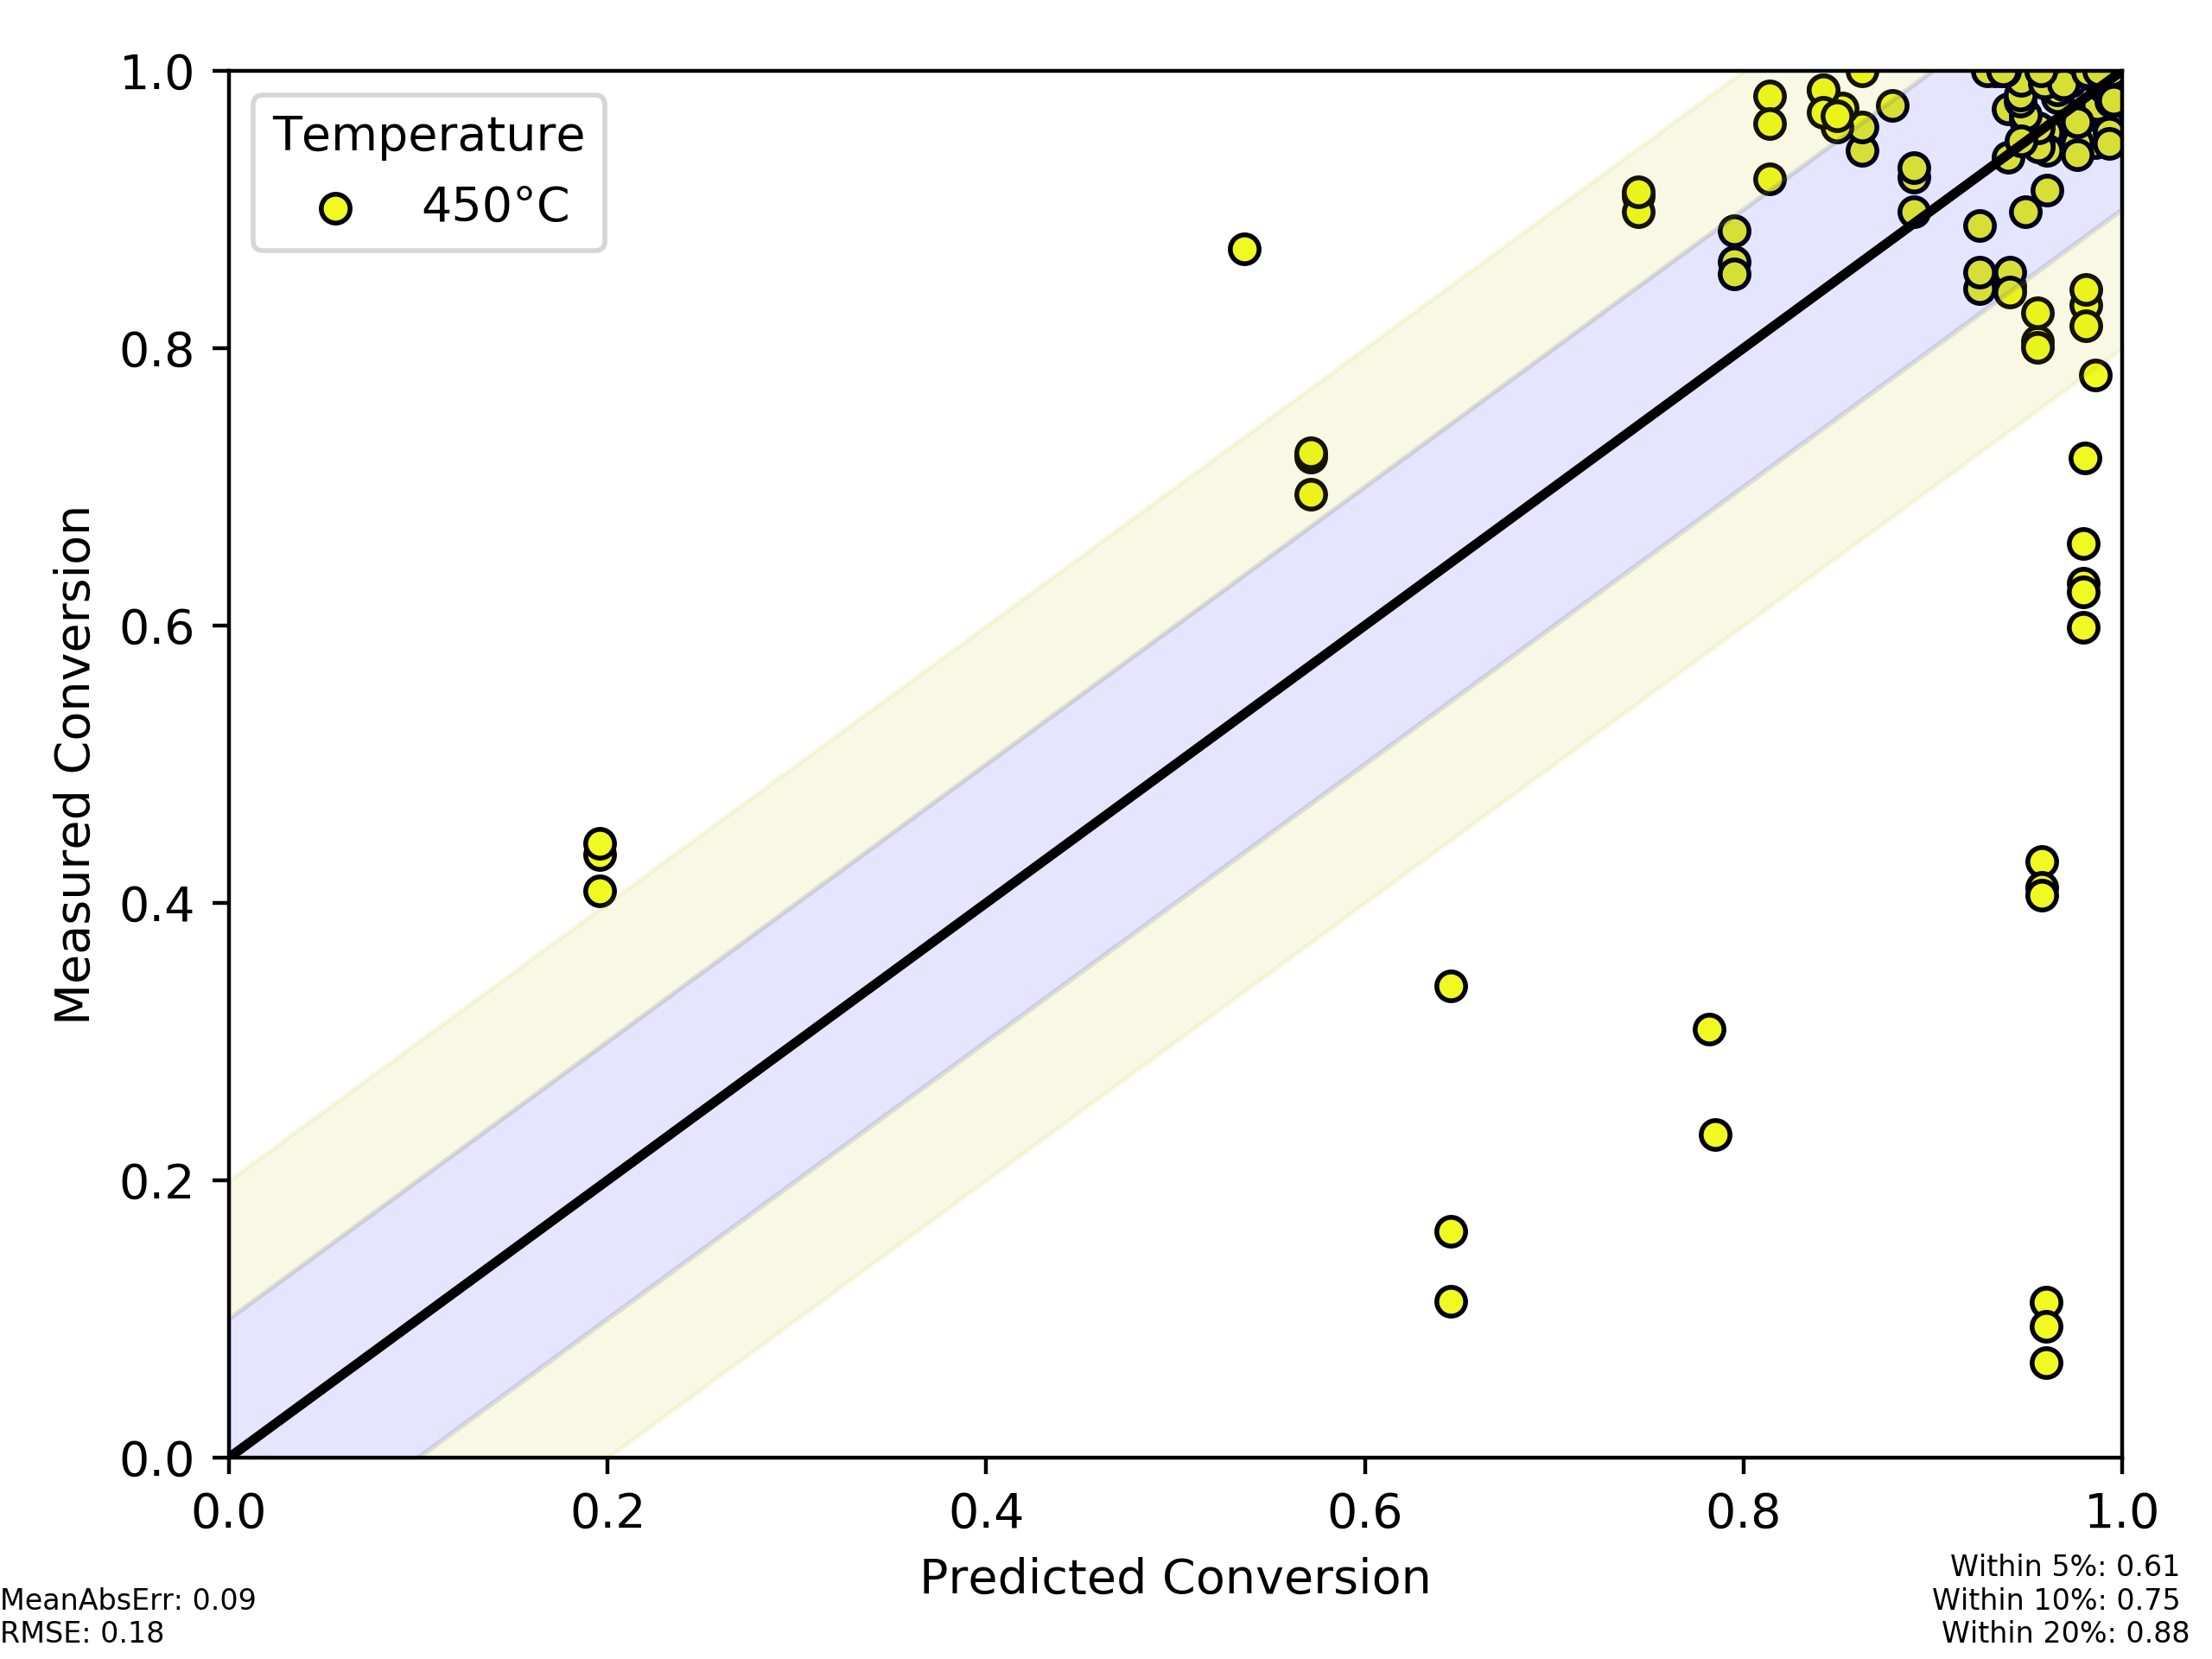 1.0
0.8
0.6
0.4
0.2
0.0
Measured Conversion
Temperature
450°C
0.0 0.2 0.4 0.6 0.8 1.0
Predicted Conversion
MeanAbsErr: 0.09
RMSE: 0.18
Within 5%: 0.61
Within 10%: 0.75
Within 20%: 0.88